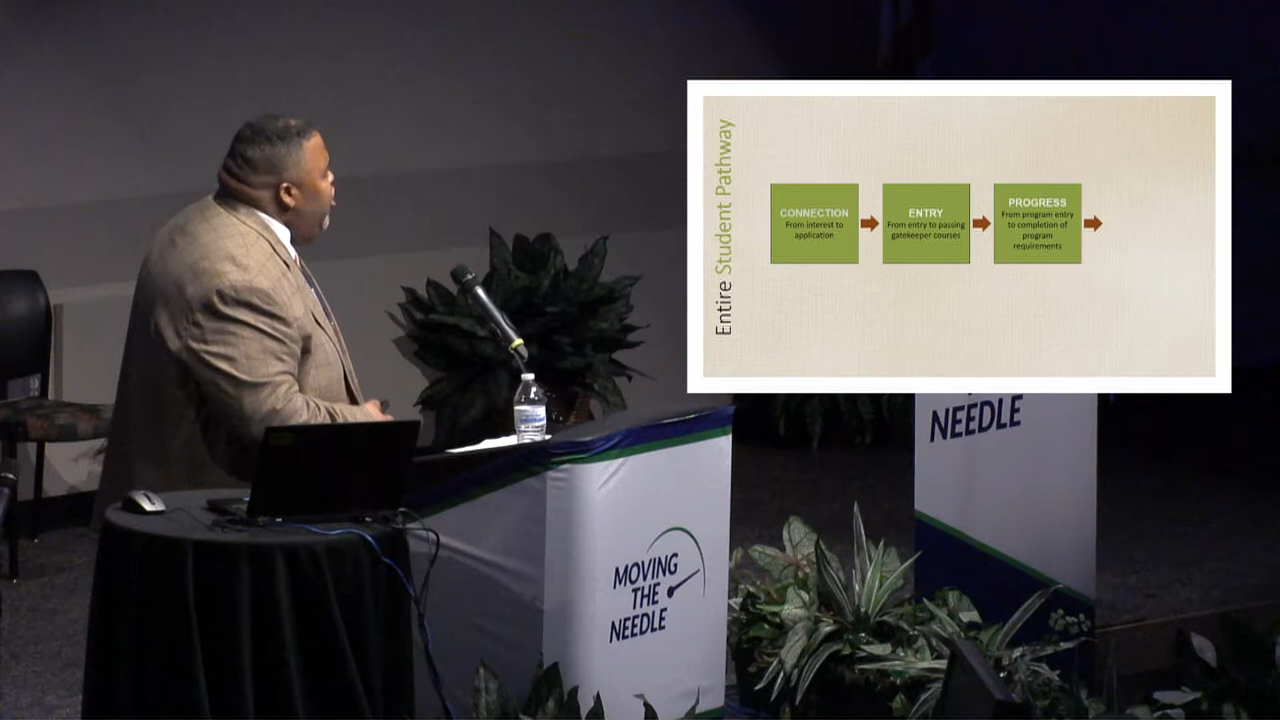 Entire Student Pathway
CONNECTION
From interest to
application
ENTRY
From entry to passing
gatekeeper courses
PROGRESS
From program entry
to completion of
program
requirements
NEEDLE
MOVING
THE
NEEDLE